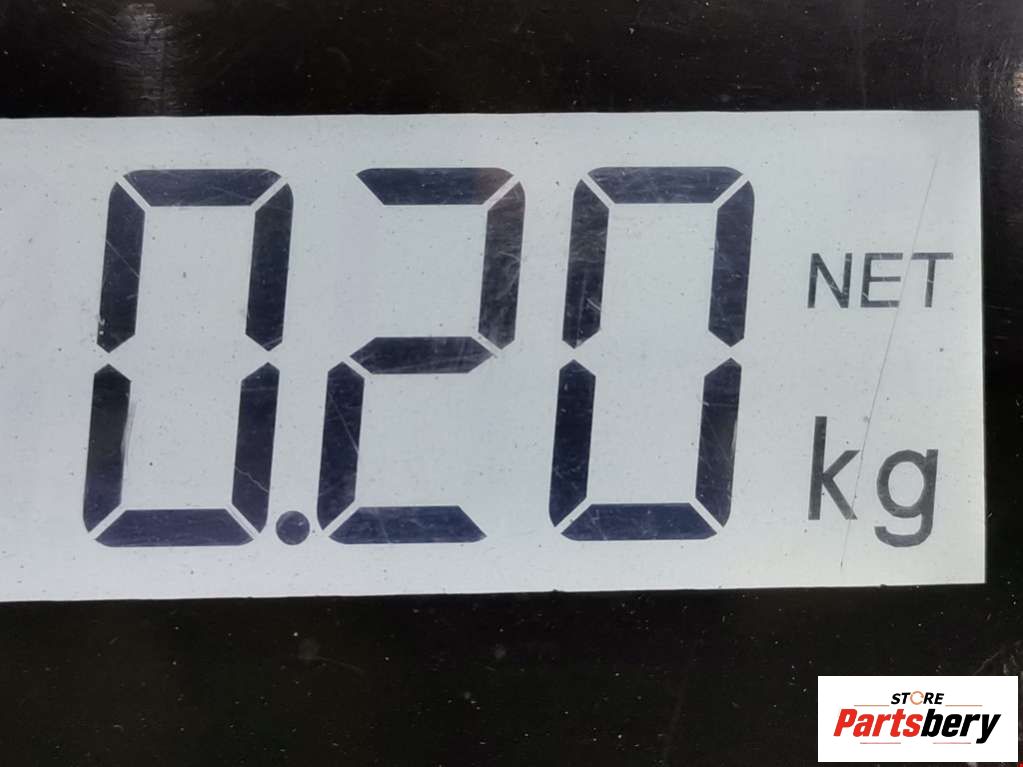 0.20 NET
kg
STORE
Partsbery